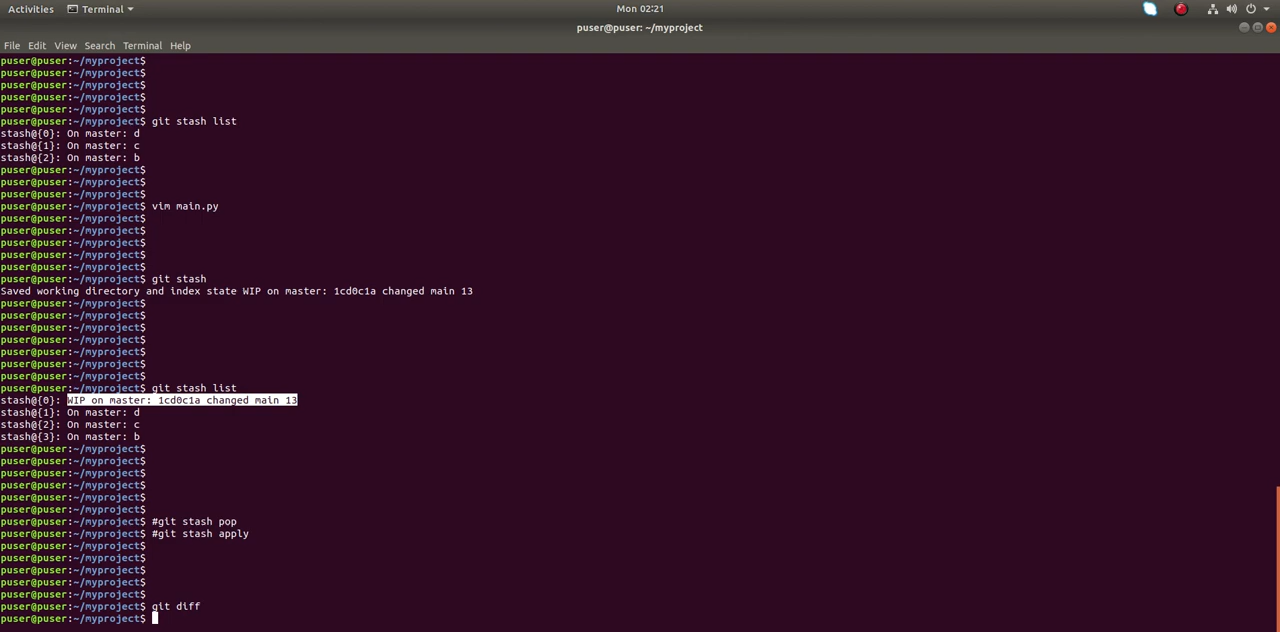 Activities Terminal Mon 02:21
puser@puser: ~/myproject
File Edit View Search Terminal Help
puser@puser:~/myproject$
puser@puser:~/myproject$
puser@puser:~/myproject$
puser@puser:~/myproject$
puser@puser:~/myproject$
puser@puser:~/myproject$ git stash list
stash@{0}: On master: d
stash@{1}: On master: c
stash@{2}: On master: b
puser@puser:~/myproject$
puser@puser:~/myproject$
puser@puser:~/myproject$
puser@puser:~/myproject$ vim main.py
puser@puser:~/myproject$
puser@puser:~/myproject$
puser@puser:~/myproject$
puser@puser:~/myproject$
puser@puser:~/myproject$
puser@puser:~/myproject$ git stash
Saved working directory and index state WIP on master: 1cd0c1a changed main 13
puser@puser:~/myproject$
puser@puser:~/myproject$
puser@puser:~/myproject$
puser@puser:~/myproject$
puser@puser:~/myproject$
puser@puser:~/myproject$
puser@puser:~/myproject$
puser@puser:~/myproject$ git stash list
stash@{0}: WIP on master: 1cd0c1a changed main 13
stash@{1}: On master: d
stash@{2}: On master: c
stash@{3}: On master: b
puser@puser:~/myproject$
puser@puser:~/myproject$
puser@puser:~/myproject$
puser@puser:~/myproject$
puser@puser:~/myproject$
puser@puser:~/myproject$
puser@puser:~/myproject$ #git stash pop
puser@puser:~/myproject$ #git stash apply
puser@puser:~/myproject$
puser@puser:~/myproject$
puser@puser:~/myproject$
puser@puser:~/myproject$
puser@puser:~/myproject$
puser@puser:~/myproject$ git diff
puser@puser:~/myproject$